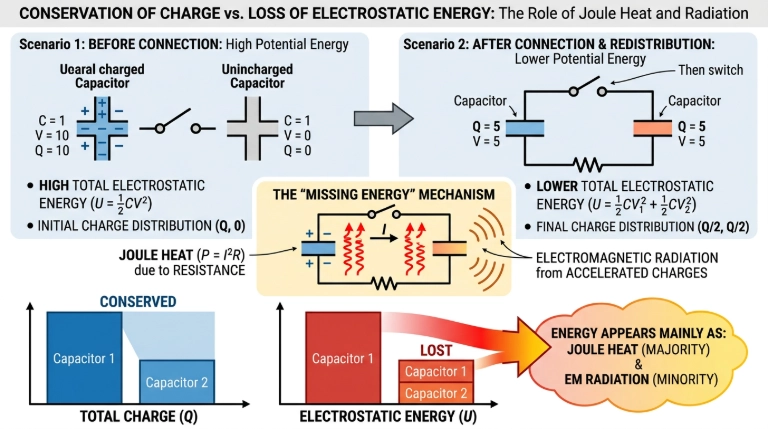 CONSERVATION OF CHARGE vs. LOSS OF ELECTROSTATIC ENERGY: The Role of Joule Heat and Radiation
Scenario 1: BEFORE CONNECTION: High Potential Energy
Uearal charged
Capacitor
Unincharged
Capacitor
C = 1
V = 10
Q = 10
+ + + + + +
− − − − −
C = 1
V = 0
Q = 0
• HIGH TOTAL ELECTROSTATIC
ENERGY (U = ½CV²)
• INITIAL CHARGE DISTRIBUTION (Q, 0)
Scenario 2: AFTER CONNECTION & REDISTRIBUTION:
Lower Potential Energy
Then switch
Capacitor
Capacitor
Q = 5
V = 5
Q = 5
V = 5
• LOWER TOTAL ELECTROSTATIC
ENERGY (U = ½CV₁² + ½CV₂²)
• FINAL CHARGE DISTRIBUTION (Q/2, Q/2)
THE “MISSING ENERGY” MECHANISM
I
+ +
+ +
JOULE HEAT (P = I²R)
due to RESISTANCE
ELECTROMAGNETIC RADIATION
from ACCELERATED CHARGES
CONSERVED
Capacitor 1
Capacitor 2
TOTAL CHARGE (Q)
Capacitor 1
LOST
Capacitor 1
Capacitor 2
ELECTROSTATIC ENERGY (U)
ENERGY APPEARS MAINLY AS:
JOULE HEAT (MAJORITY)
&
EM RADIATION (MINORITY)